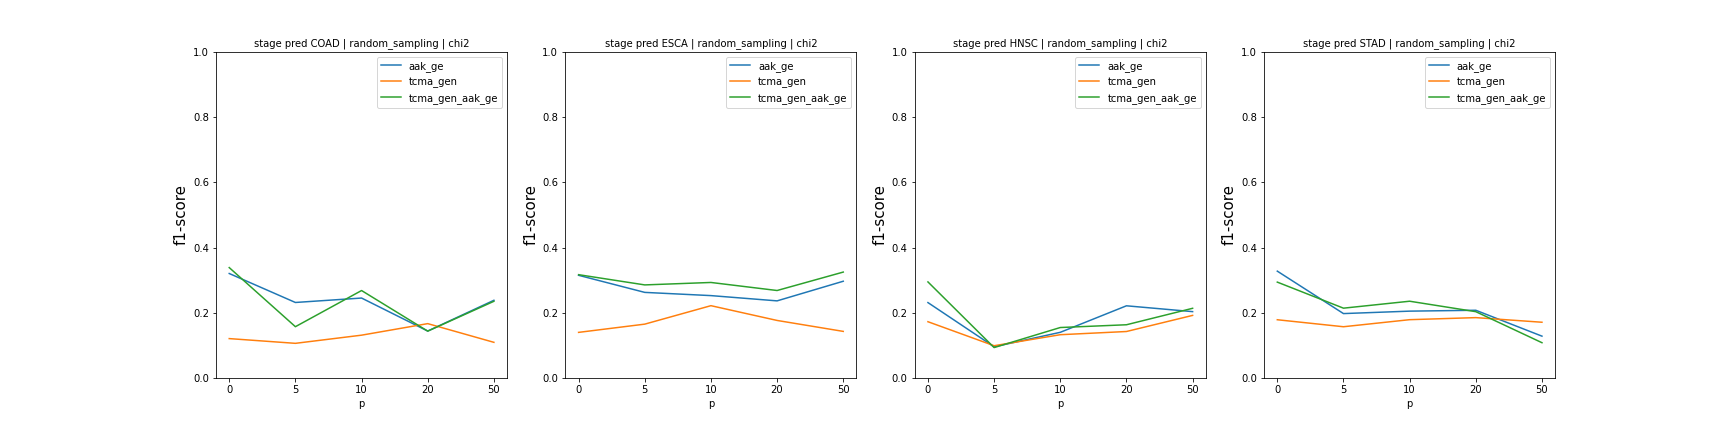 stage pred COAD | random_sampling | chi2
1.0
0.8
0.6
0.4
0.2
0.0
f1-score
aak_ge
tcma_gen
tcma_gen_aak_ge
0 5 10 20 50
p
stage pred ESCA | random_sampling | chi2
1.0
0.8
0.6
0.4
0.2
0.0
f1-score
aak_ge
tcma_gen
tcma_gen_aak_ge
0 5 10 20 50
p
stage pred HNSC | random_sampling | chi2
1.0
0.8
0.6
0.4
0.2
0.0
f1-score
aak_ge
tcma_gen
tcma_gen_aak_ge
0 5 10 20 50
p
stage pred STAD | random_sampling | chi2
1.0
0.8
0.6
0.4
0.2
0.0
f1-score
aak_ge
tcma_gen
tcma_gen_aak_ge
0 5 10 20 50
p